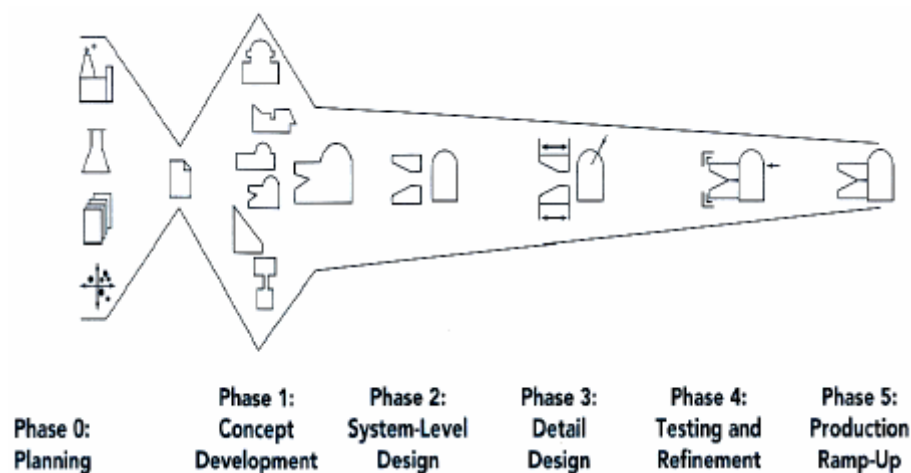 Phase 0:
Planning
Phase 1:
Concept
Development
Phase 2:
System-Level
Design
Phase 3:
Detail
Design
Phase 4:
Testing and
Refinement
Phase 5:
Production
Ramp-Up